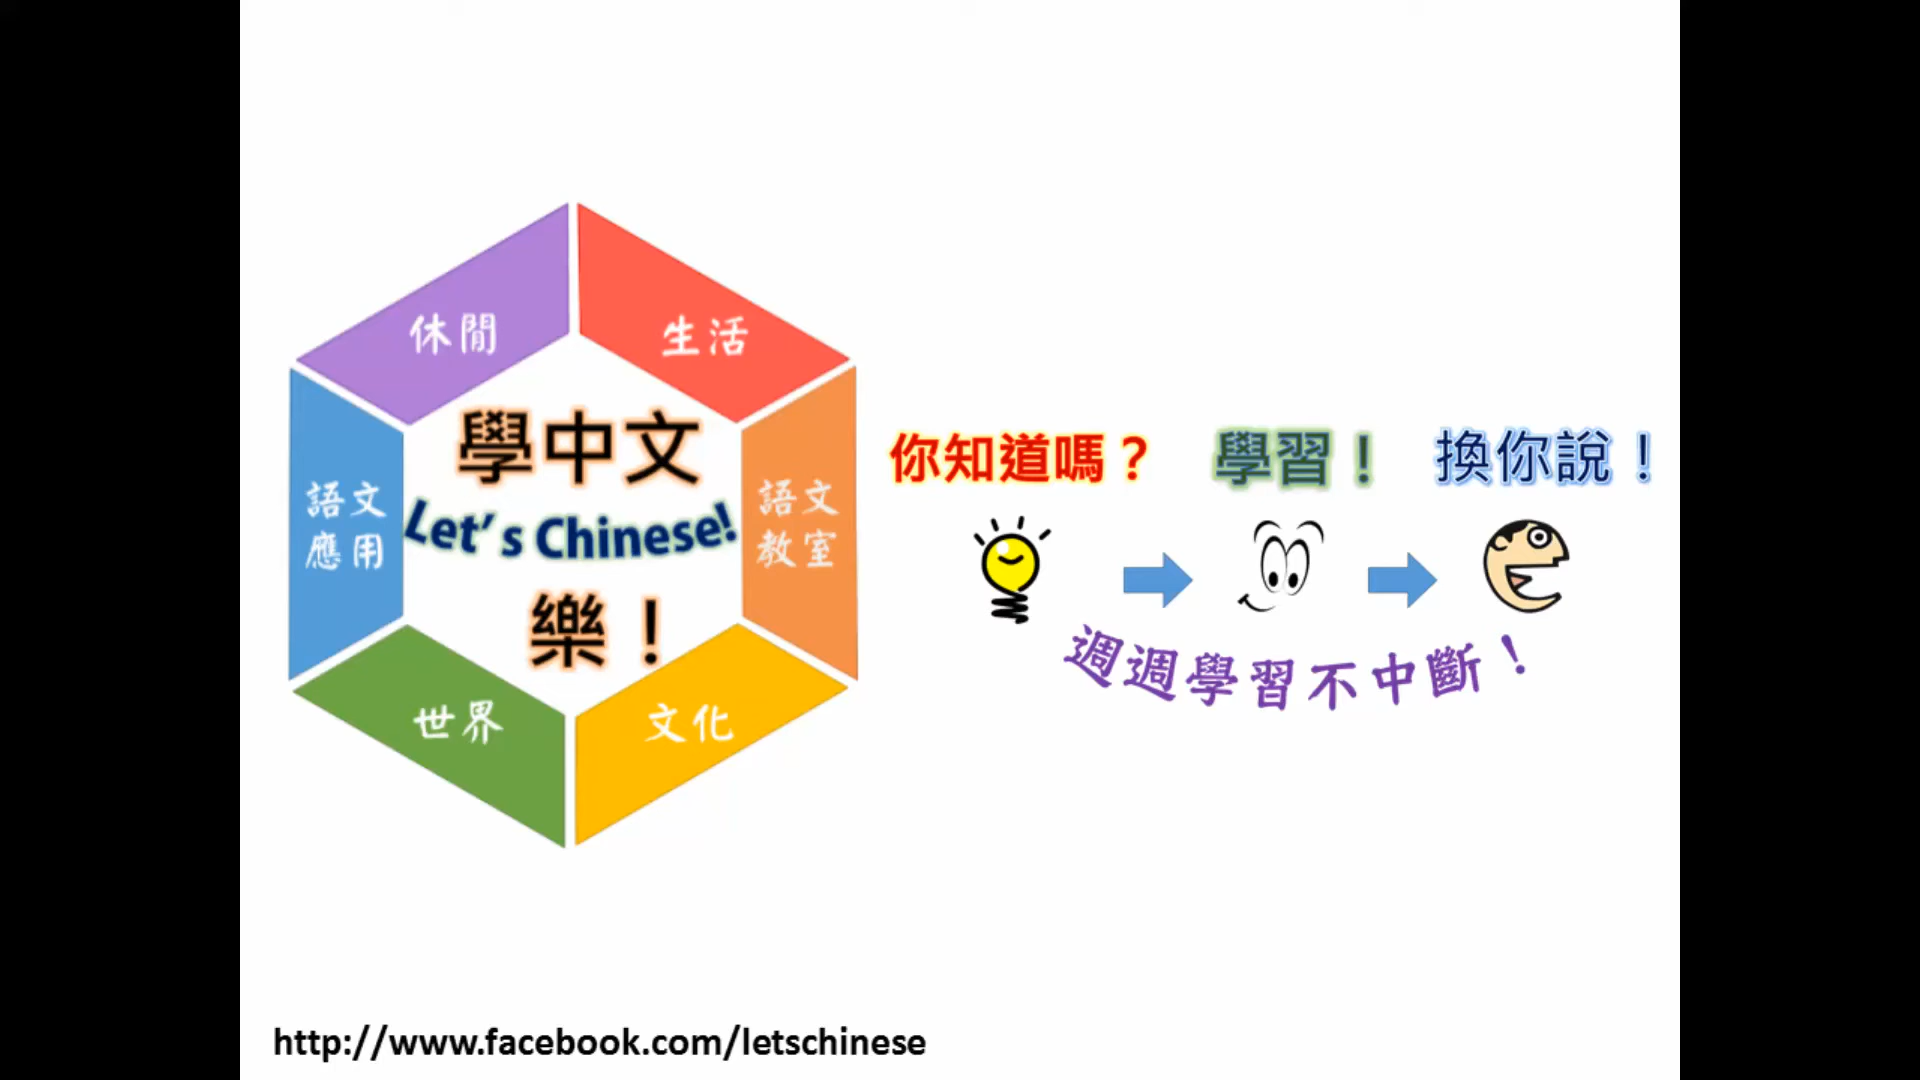 休閒
生活
語文
應用
學中文
Let's Chinese!
樂！
語文
教室
世界
文化
你知道嗎？
學習！
換你說！
週週學習不中斷！
http://www.facebook.com/letschinese